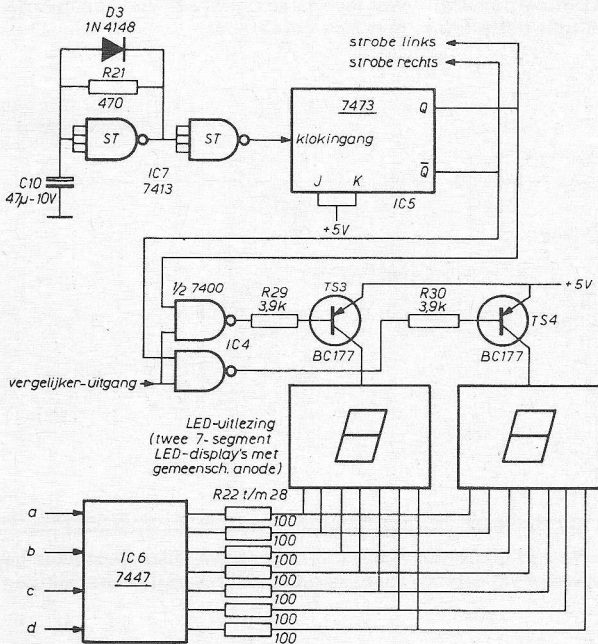 D3
1N4148
R21
470
ST
ST
IC7
7413
C10
47µ-10V
strobe links
strobe rechts
7473
Q
klokingang
Q̅
J K
IC5
+5V
½ 7400
R29
3,9k
TS3
R30
3,9k
+5V
TS4
IC4
BC177
BC177
vergelijker-uitgang
LED-uitlezing
(twee 7-segment
LED-display's met
gemeensch. anode)
R22 t/m 28
a
100
100
b
100
IC6
7447
100
c
100
100
d
100